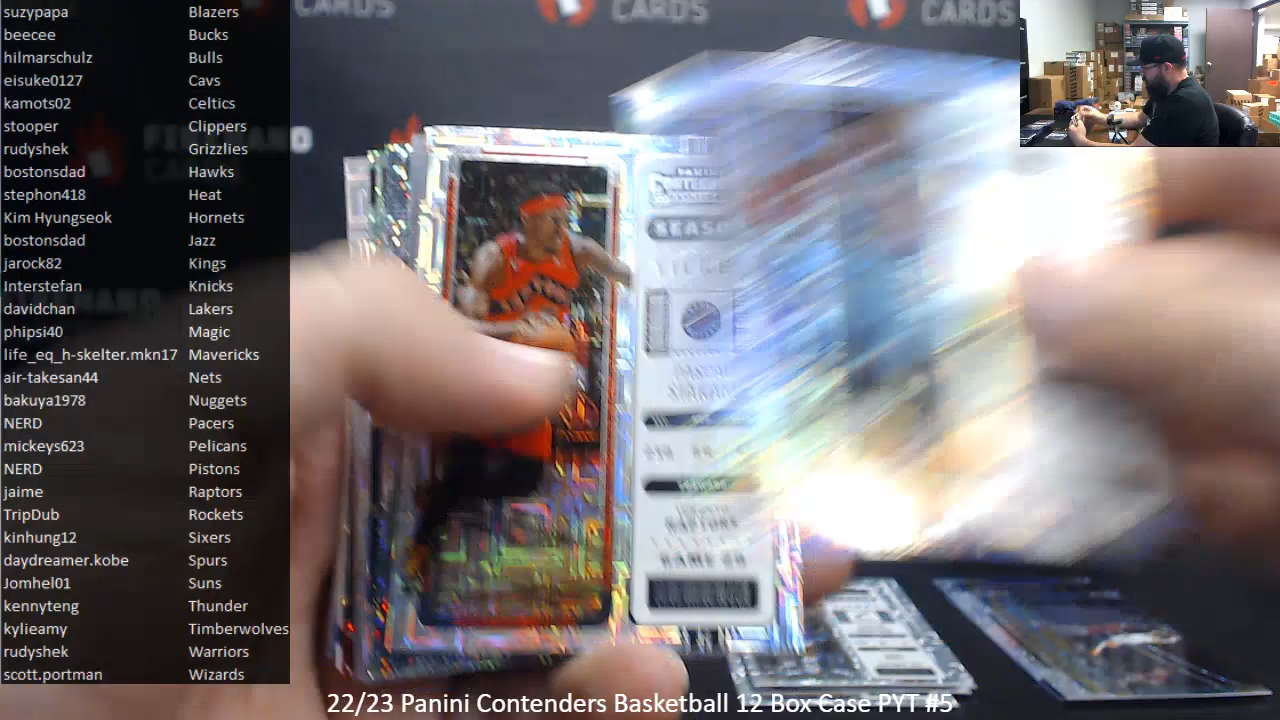 suzypapa Blazers
beecee Bucks
hilmarschulz Bulls
eisuke0127 Cavs
kamots02 Celtics
stooper Clippers
rudyshek Grizzlies
bostonsdad Hawks
stephon418 Heat
Kim Hyungseok Hornets
bostonsdad Jazz
jarock82 Kings
Interstefan Knicks
davidchan Lakers
phipsi40 Magic
life_eq_h-skelter.mkn17 Mavericks
air-takesan44 Nets
bakuya1978 Nuggets
NERD Pacers
mickeys623 Pelicans
NERD Pistons
jaime Raptors
TripDub Rockets
kinhung12 Sixers
daydreamer.kobe Spurs
Jomhel01 Suns
kennyteng Thunder
kylieamy Timberwolves
rudyshek Warriors
scott.portman Wizards
CARDS
CARDS
CARDS
RAPTORS
22/23 Panini Contenders Basketball 12 Box Case PYT #5